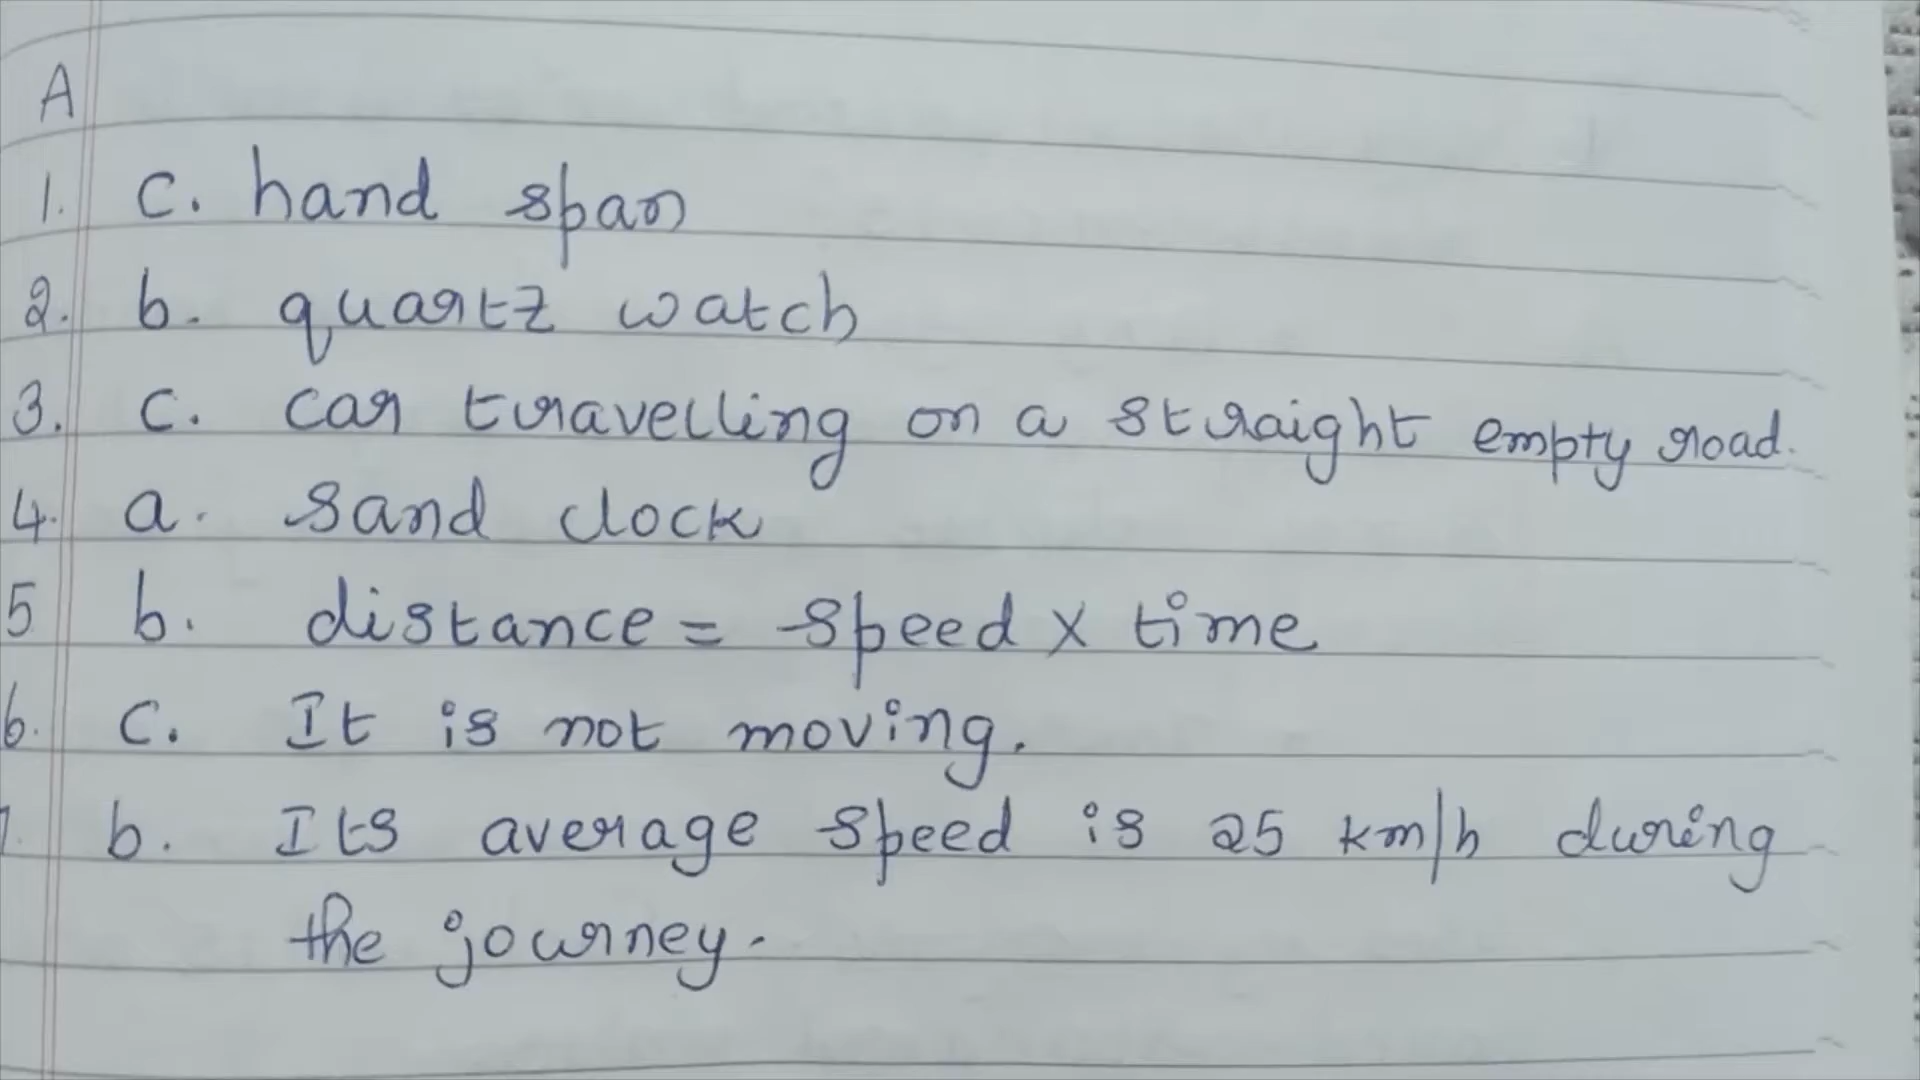 A
1. c. hand span
2. b. quartz watch
3. c. car travelling on a straight empty road.
4. a. sand clock
5 b. distance = speed x time
6. c. It is not moving.
7. b. Its average speed is 25 km/h during
the journey.